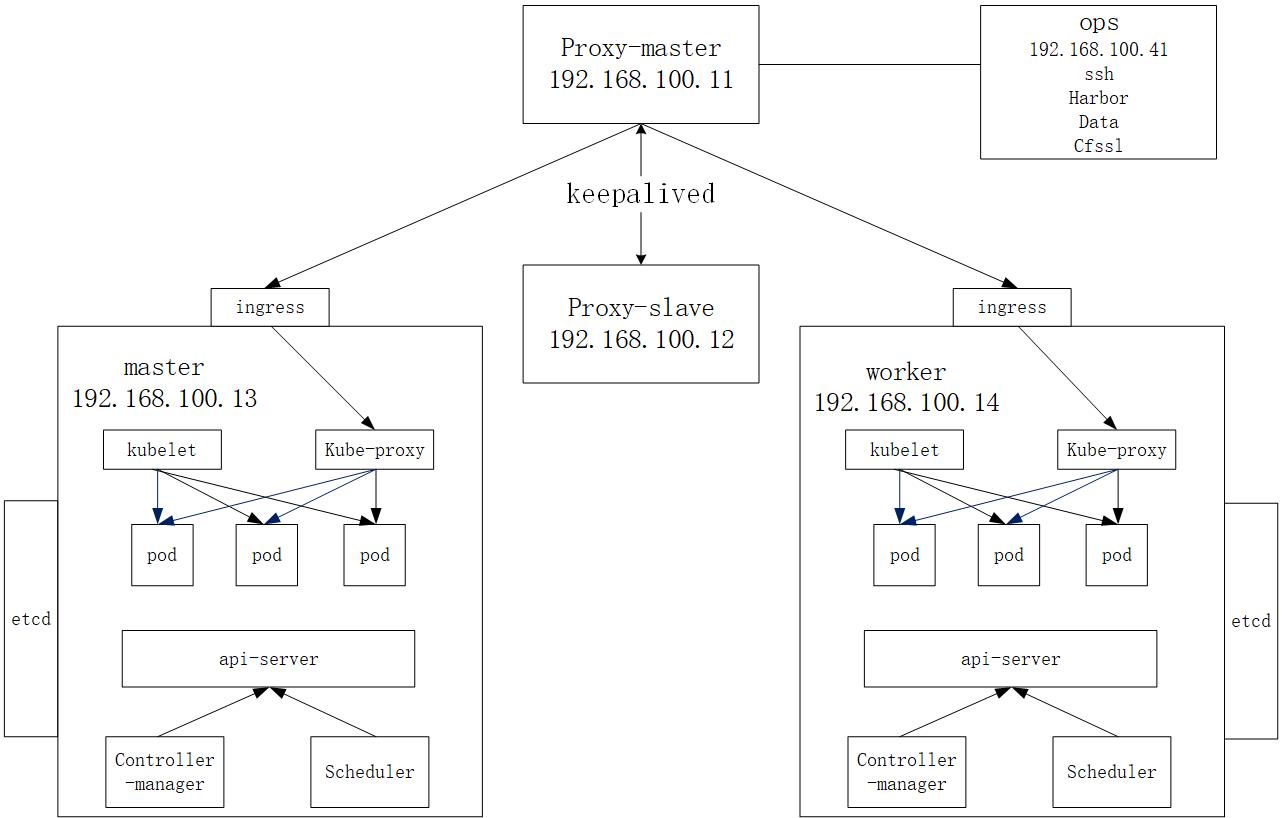 Proxy-master
192.168.100.11
ops
192.168.100.41
ssh
Harbor
Data
Cfssl
keepalived
Proxy-slave
192.168.100.12
ingress
master
192.168.100.13
kubelet
Kube-proxy
pod
pod
pod
etcd
api-server
Controller
-manager
Scheduler
ingress
worker
192.168.100.14
kubelet
Kube-proxy
pod
pod
pod
etcd
api-server
Controller
-manager
Scheduler